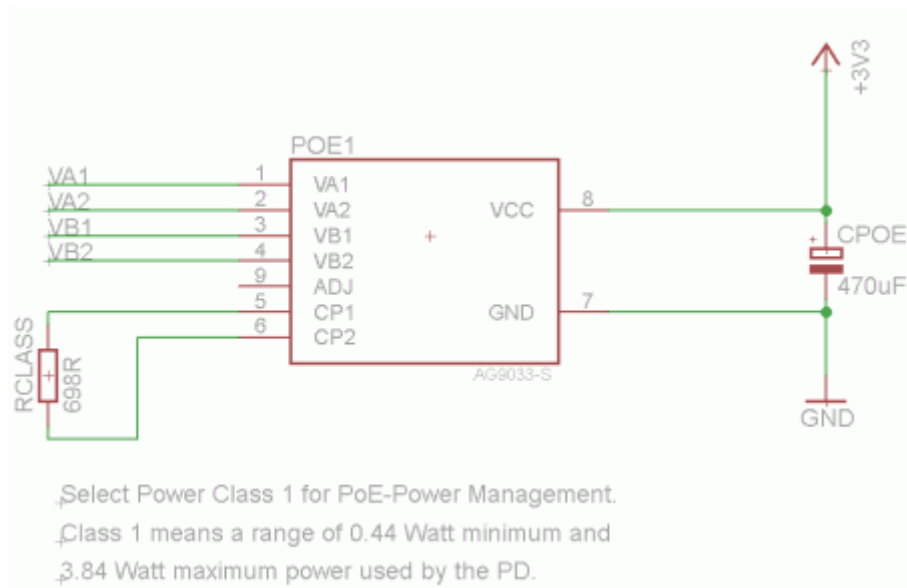 +3V3
POE1
VA1 1 VA1
VA2 2 VA2 VCC 8
VB1 3 VB1
VB2 4 VB2
9 ADJ
5 CP1 GND 7
6 CP2
+ CPOE
470uF
RCLASS
698R
AG9033-S
GND
Select Power Class 1 for PoE-Power Management.
Class 1 means a range of 0.44 Watt minimum and
3.84 Watt maximum power used by the PD.